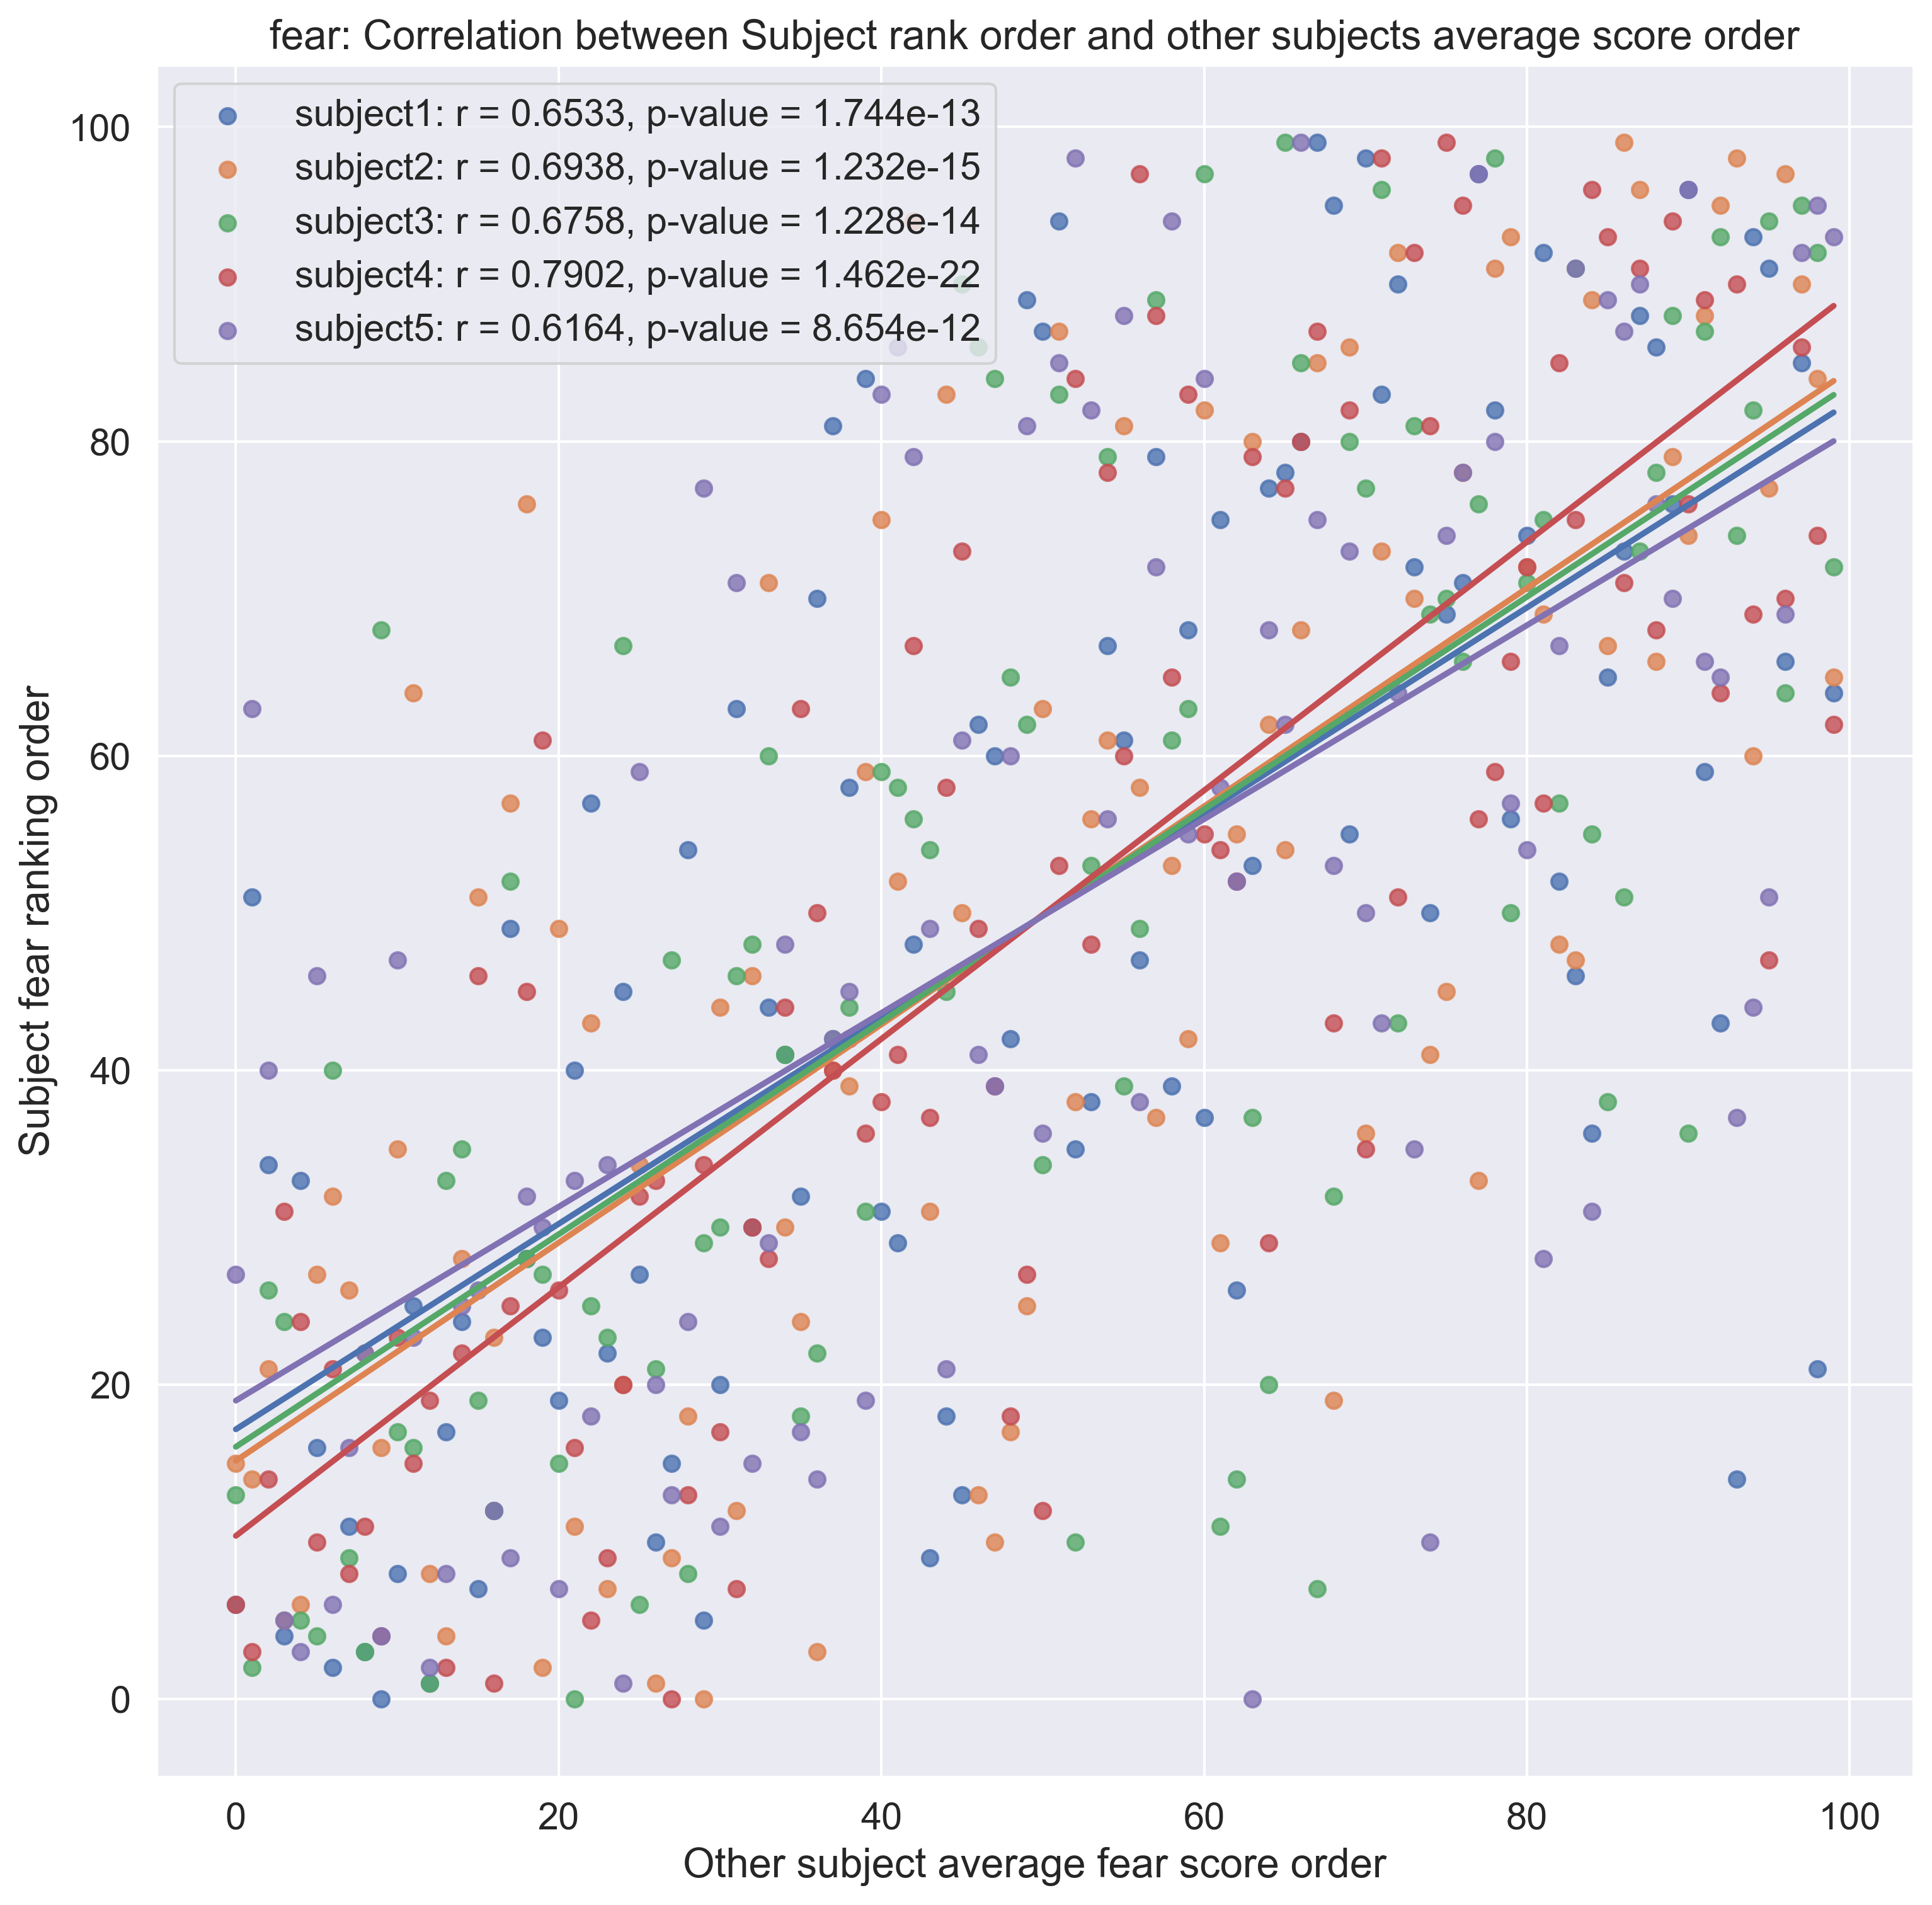 fear: Correlation between Subject rank order and other subjects average score order
subject1: r = 0.6533, p-value = 1.744e-13
subject2: r = 0.6938, p-value = 1.232e-15
subject3: r = 0.6758, p-value = 1.228e-14
subject4: r = 0.7902, p-value = 1.462e-22
subject5: r = 0.6164, p-value = 8.654e-12
Subject fear ranking order
100
80
60
40
20
0
0 20 40 60 80 100
Other subject average fear score order